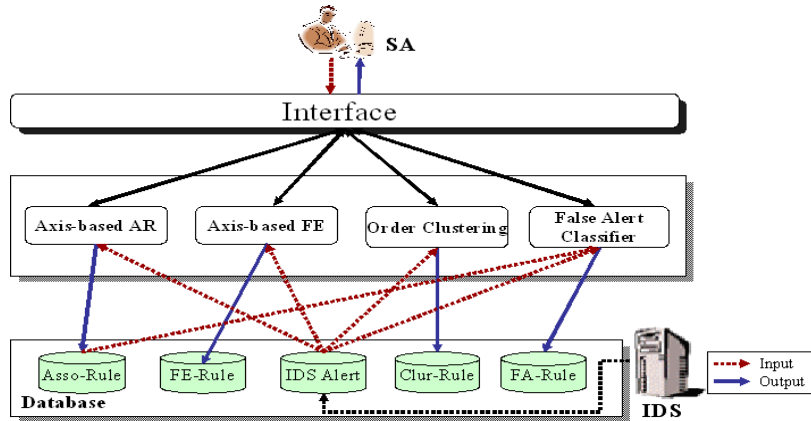 SA
Interface
Axis-based AR
Axis-based FE
Order Clustering
False Alert
Classifier
Asso-Rule
FE-Rule
IDS Alert
Clur-Rule
FA-Rule
Database
IDS
Input
Output